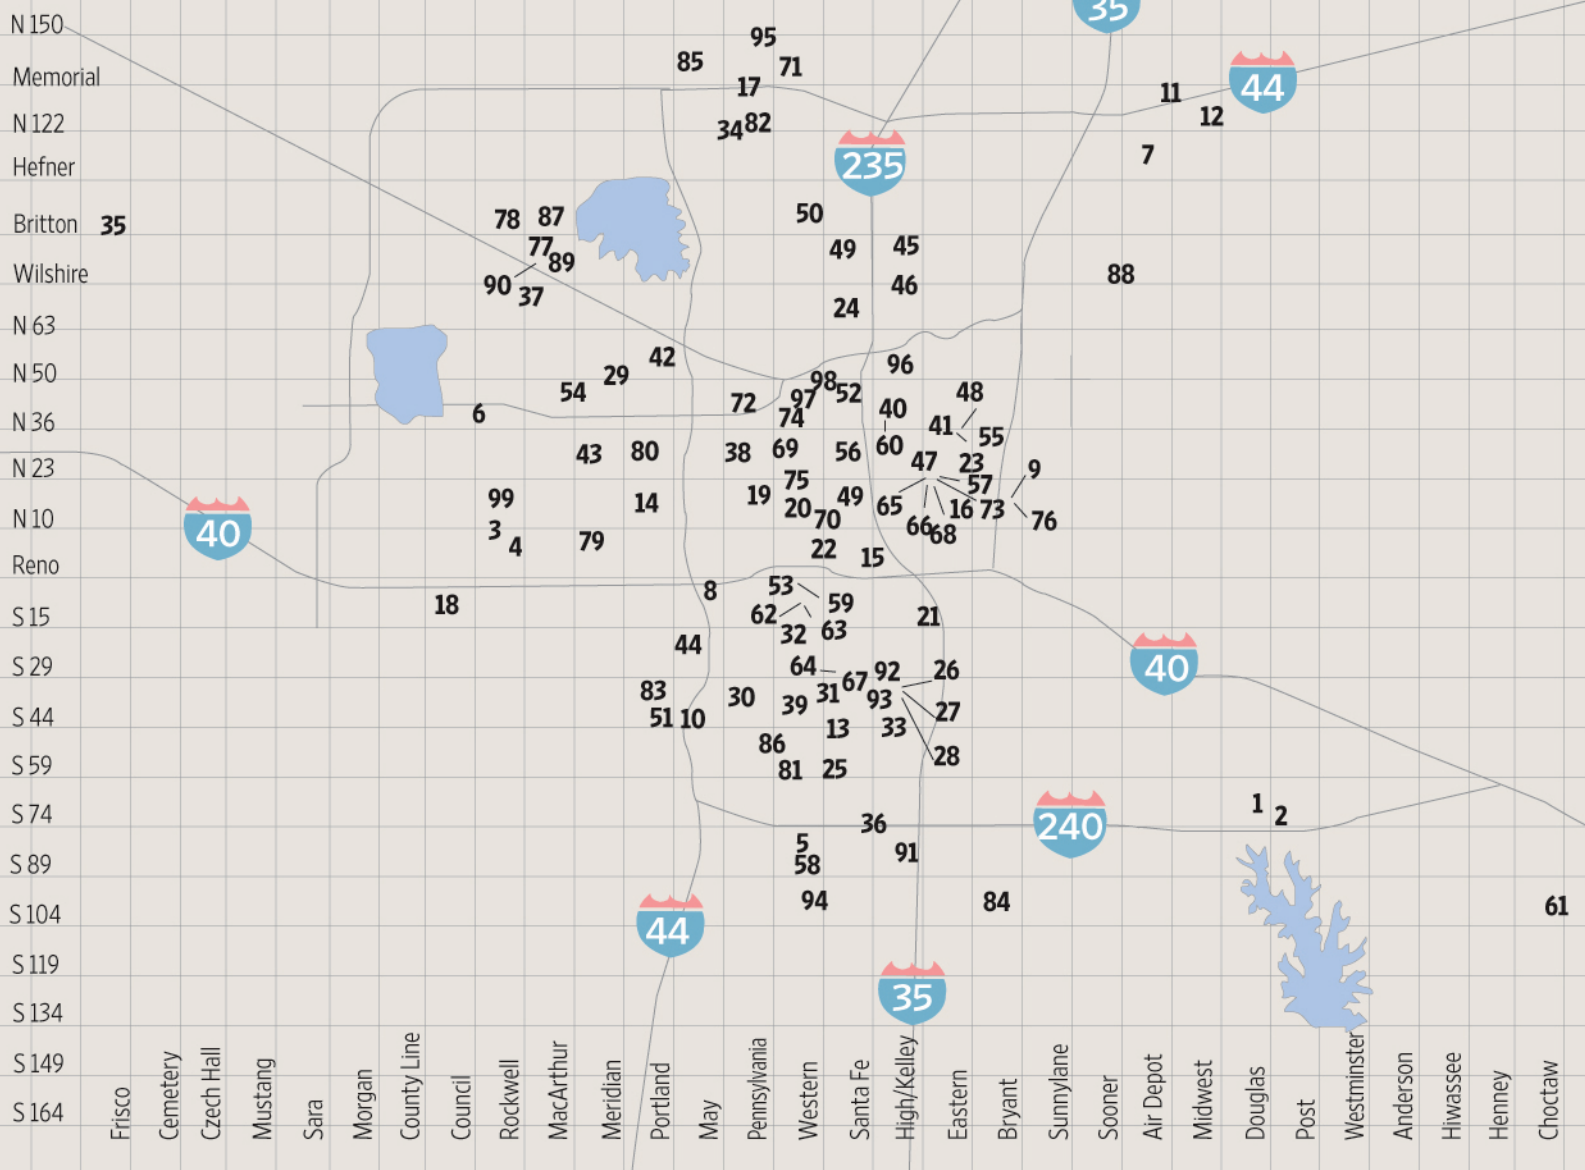 N 150
35
95
85
71
Memorial
17
44
11
12
N 122
34 82
235
7
Hefner
Britton
35
78
87
50
77
49
45
Wilshire
89
88
90
37
46
24
N 63
42
96
N 50
29
98
54
52
48
72
97
40
6
74
N 36
41
55
43
80
38
69
56
60
N 23
47
23
9
75
57
99
14
19
49
20
65
16
73
40
N 10
70
66
68
76
3
4
79
22
15
Reno
8
53
18
59
S 15
62
21
32
63
44
S 29
64
92
26
40
83
30
31
67
39
93
27
S 44
51
10
13
33
86
28
S 59
81
25
1
2
S 74
36
240
5
91
S 89
58
94
84
61
S 104
44
S 119
35
S 134
S 149
S 164
Frisco
Cemetery
Czech Hall
Mustang
Sara
Morgan
County Line
Council
Rockwell
MacArthur
Meridian
Portland
May
Pennsylvania
Western
Santa Fe
High/Kelley
Eastern
Bryant
Sunnylane
Sooner
Air Depot
Midwest
Douglas
Post
Westminster
Anderson
Hiwassee
Henney
Choctaw